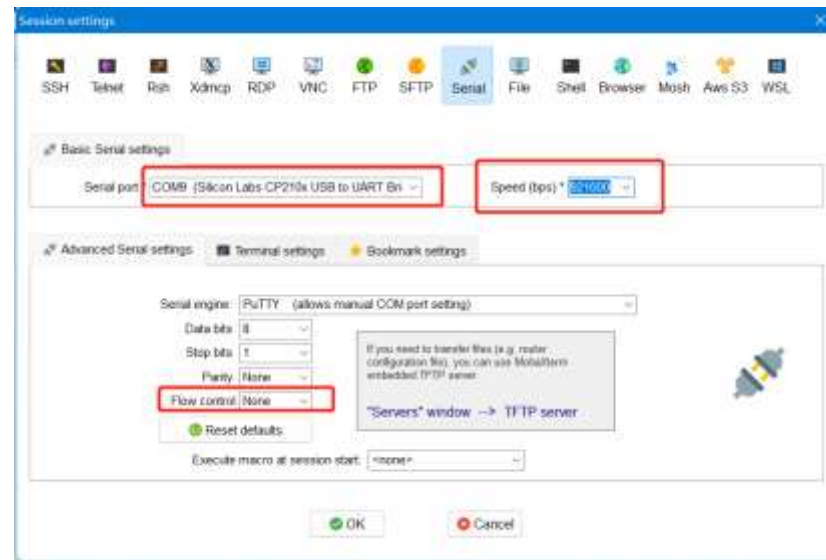 Session settings
SSH Telnet Rsh Xdmcp RDP VNC FTP SFTP Serial File Shell Browser Mosh Aws S3 WSL
Basic Serial settings
Serial port * COM9 (Silicon Labs CP210x USB to UART Bri Speed (bps) * 921600
Advanced Serial settings Terminal settings Bookmark settings
Serial engine: PuTTY (allows manual COM port setting)
Data bits 8
Stop bits 1
If you need to transfer files (e.g. router
configuration file), you can use MobaXterm
embedded TFTP server
Parity None
Flow control None
"Servers" window --> TFTP server
Reset defaults
Execute macro at session start: <none>
OK Cancel